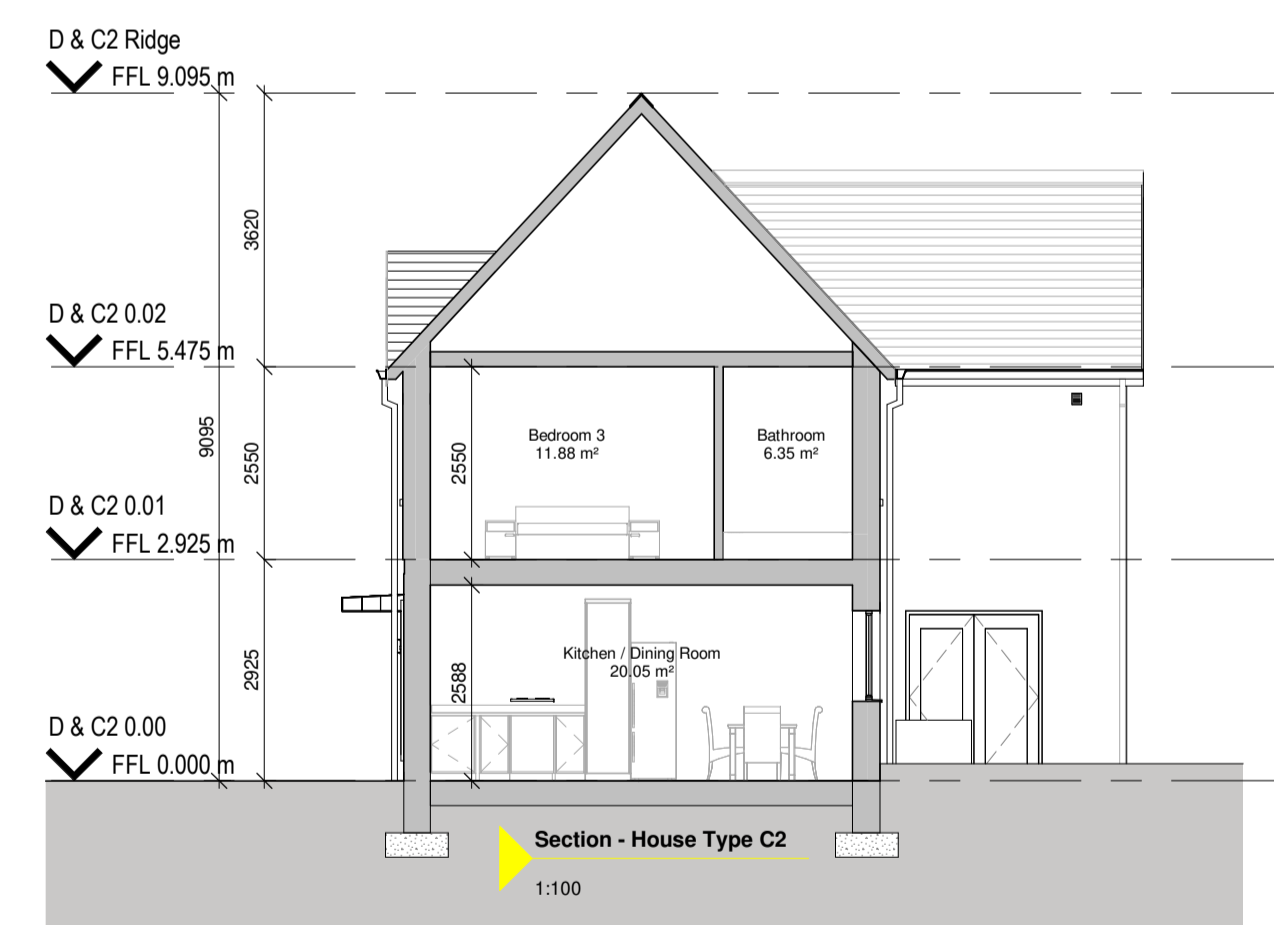 D & C2 Ridge
FFL 9.095 m
3620
D & C2 0.02
FFL 5.475 m
9095
2550
2550
Bedroom 3
11.88 m²
Bathroom
6.35 m²
D & C2 0.01
FFL 2.925 m
2925
2588
Kitchen / Dining Room
20.05 m²
D & C2 0.00
FFL 0.000 m
Section - House Type C2
1:100